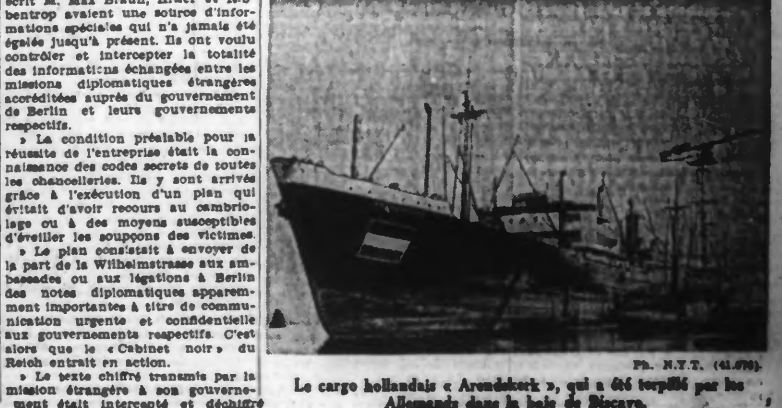 écrit M. Max Braun, Hitler et Rib-
bentrop avaient une source d'infor-
mations spéciales qui n'a jamais été
égalée jusqu'à présent. Ils ont voulu
contrôler et intercepter la totalité
des informations échangées entre les
missions diplomatiques étrangères
accréditées auprès du gouvernement
de Berlin et leurs gouvernements
respectifs.
» La condition préalable pour la
réussite de l'entreprise était la con-
naissance des codes secrets de toutes
les chancelleries. Ils y sont arrivés
grâce à l'exécution d'un plan qui
évitait d'avoir recours au cambrio-
lage ou à des moyens susceptibles
d'éveiller les soupçons des victimes.
» Le plan consistait à envoyer de
la part de la Wilhelmstrasse aux am-
bassades ou aux légations à Berlin
des notes diplomatiques apparem-
ment importantes à titre de commu-
nication urgente et confidentielle
aux gouvernements respectifs. C'est
alors que le « Cabinet noir » du
Reich entrait en action.
» Le texte chiffré transmis par la
mission étrangère à son gouverne-
ment était intercepté et déchiffré
Ph. N.Y.T. (41.676).
Le cargo hollandais « Arendskerk », qui a été torpillé par les
Allemands dans la baie de Biscaye.